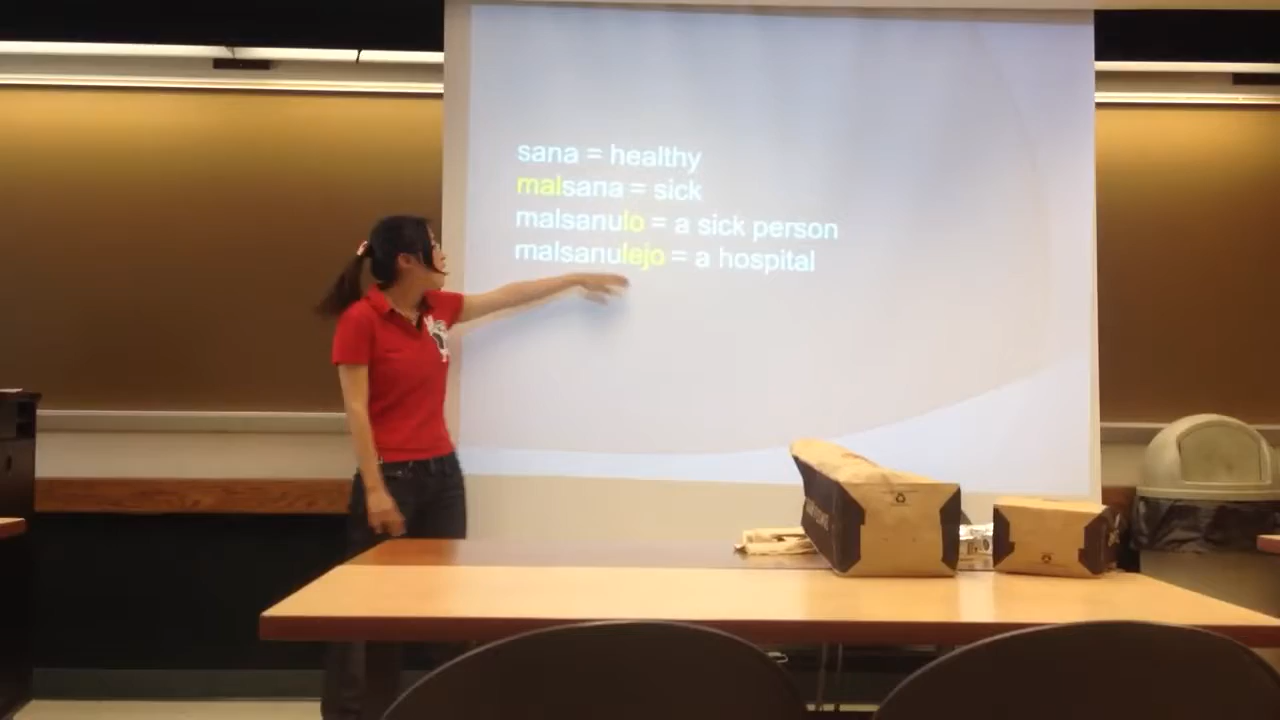 sana = healthy
malsana = sick
malsanulo = a sick person
malsanulejo = a hospital